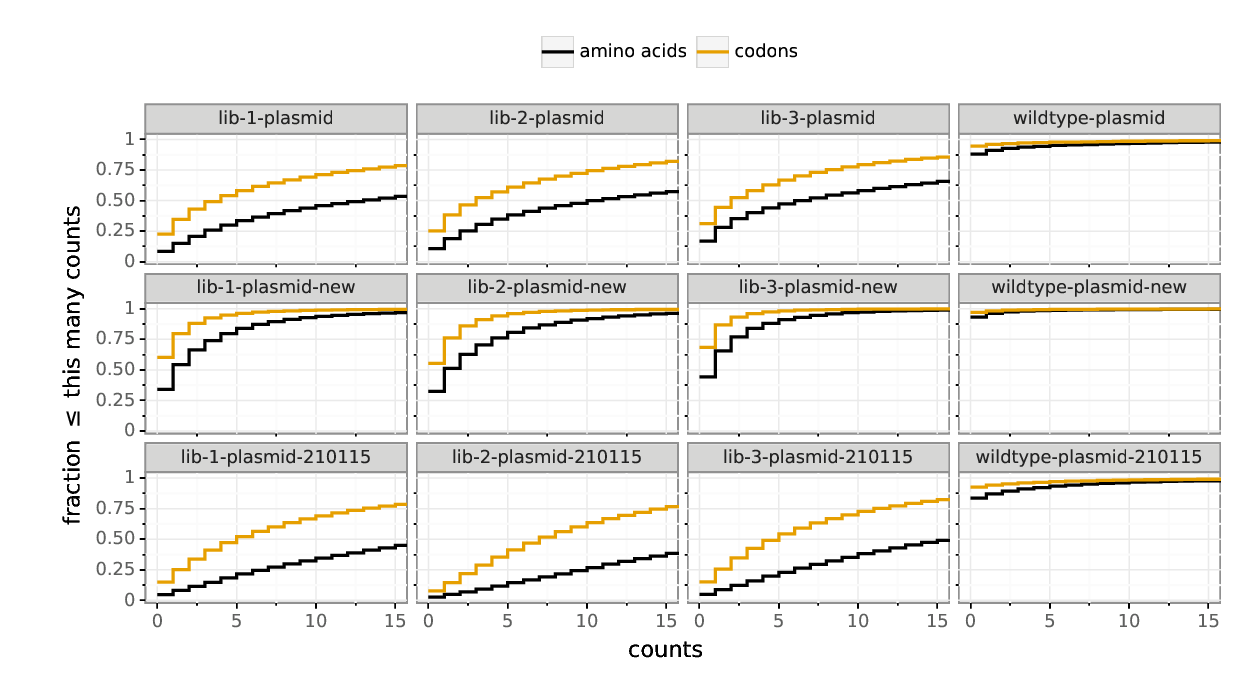 amino acids codons
lib-1-plasmid lib-2-plasmid lib-3-plasmid wildtype-plasmid
1
0.75
0.50
0.25
0
lib-1-plasmid-new lib-2-plasmid-new lib-3-plasmid-new wildtype-plasmid-new
1
0.75
0.50
0.25
0
lib-1-plasmid-210115 lib-2-plasmid-210115 lib-3-plasmid-210115 wildtype-plasmid-210115
1
0.75
0.50
0.25
0
0 5 10 15 0 5 10 15 0 5 10 15 0 5 10 15
counts
fraction ≤ this many counts